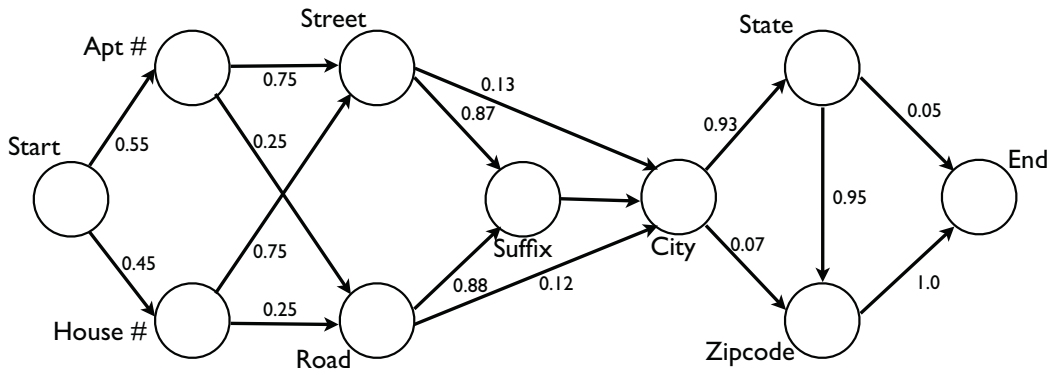 Street
State
Apt #
0.75
0.13
0.87
0.05
0.93
Start
0.55
0.25
End
0.95
0.45
0.75
Suffix
City
0.07
0.88
0.12
1.0
0.25
House #
Road
Zipcode